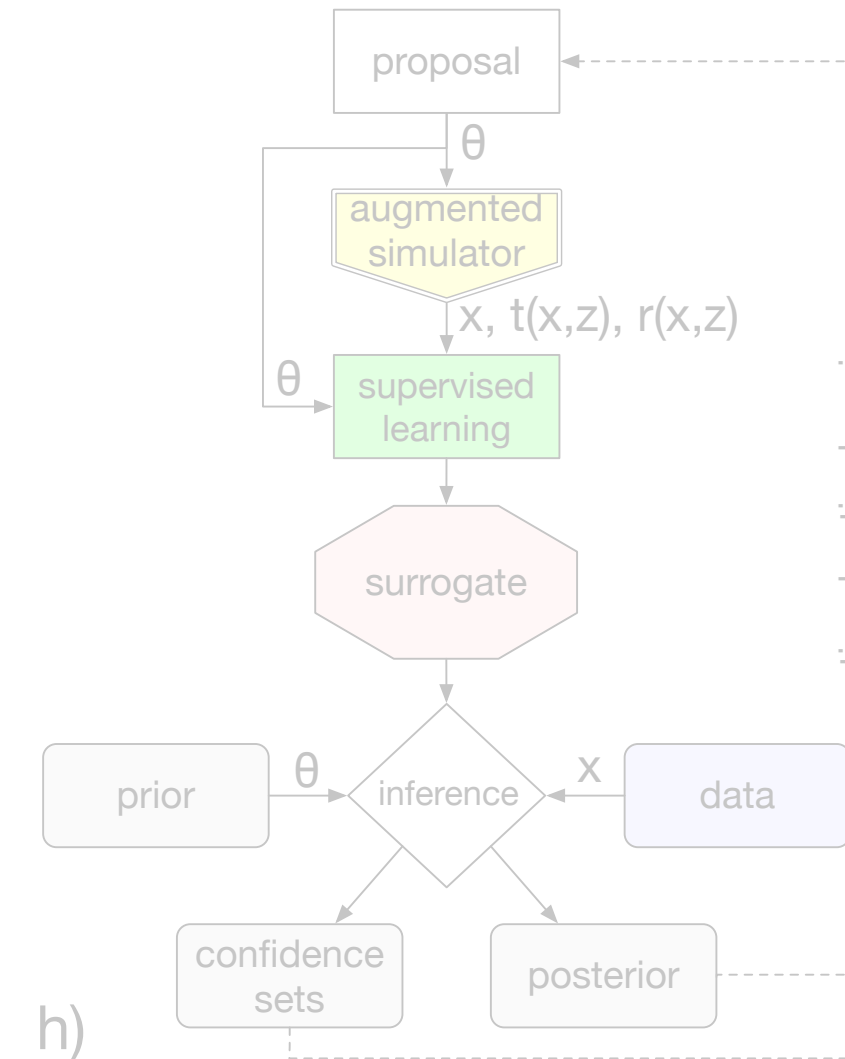 proposal
θ
augmented
simulator
x, t(x,z), r(x,z)
θ
supervised
learning
surrogate
prior
θ
inference
x
data
confidence
sets
posterior
h)